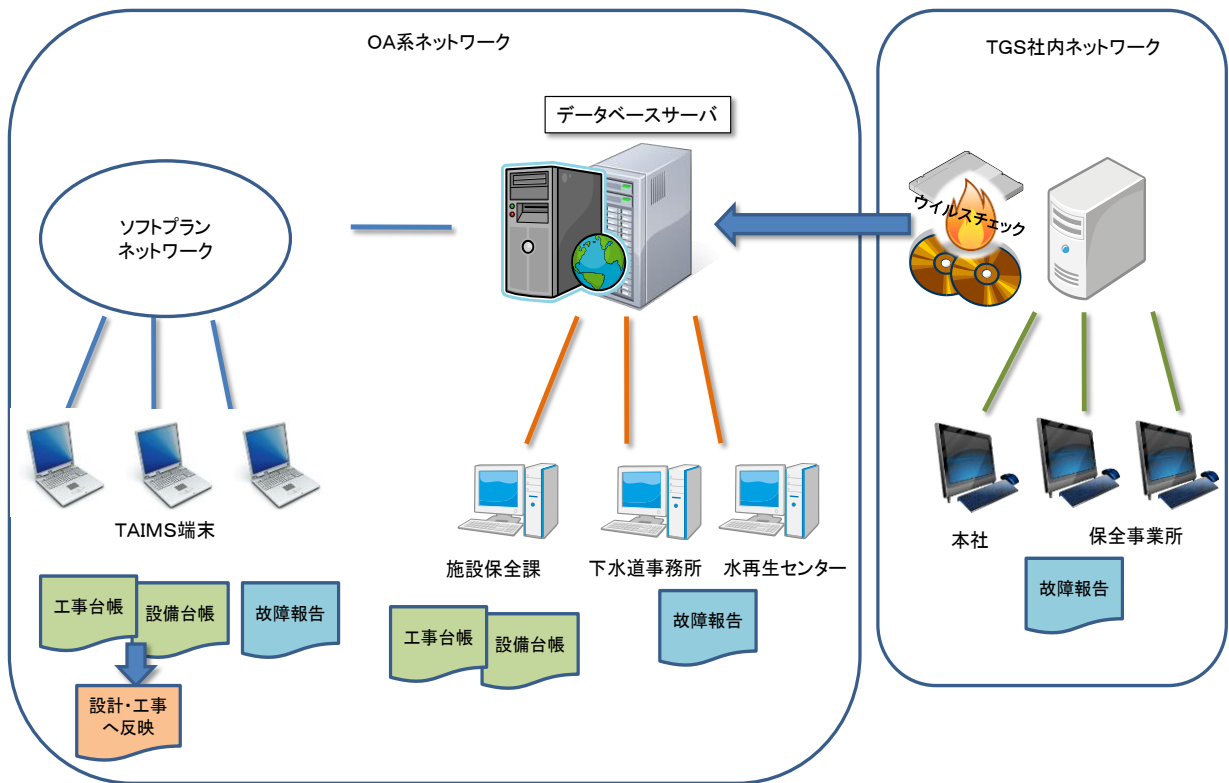 OA系ネットワーク
TGS社内ネットワーク
データベースサーバ
ソフトプラン
ネットワーク
ウイルスチェック
TAIMS端末
施設保全課
下水道事務所
水再生センター
本社
保全事業所
工事台帳
設備台帳
故障報告
工事台帳
設備台帳
故障報告
故障報告
設計・工事
へ反映